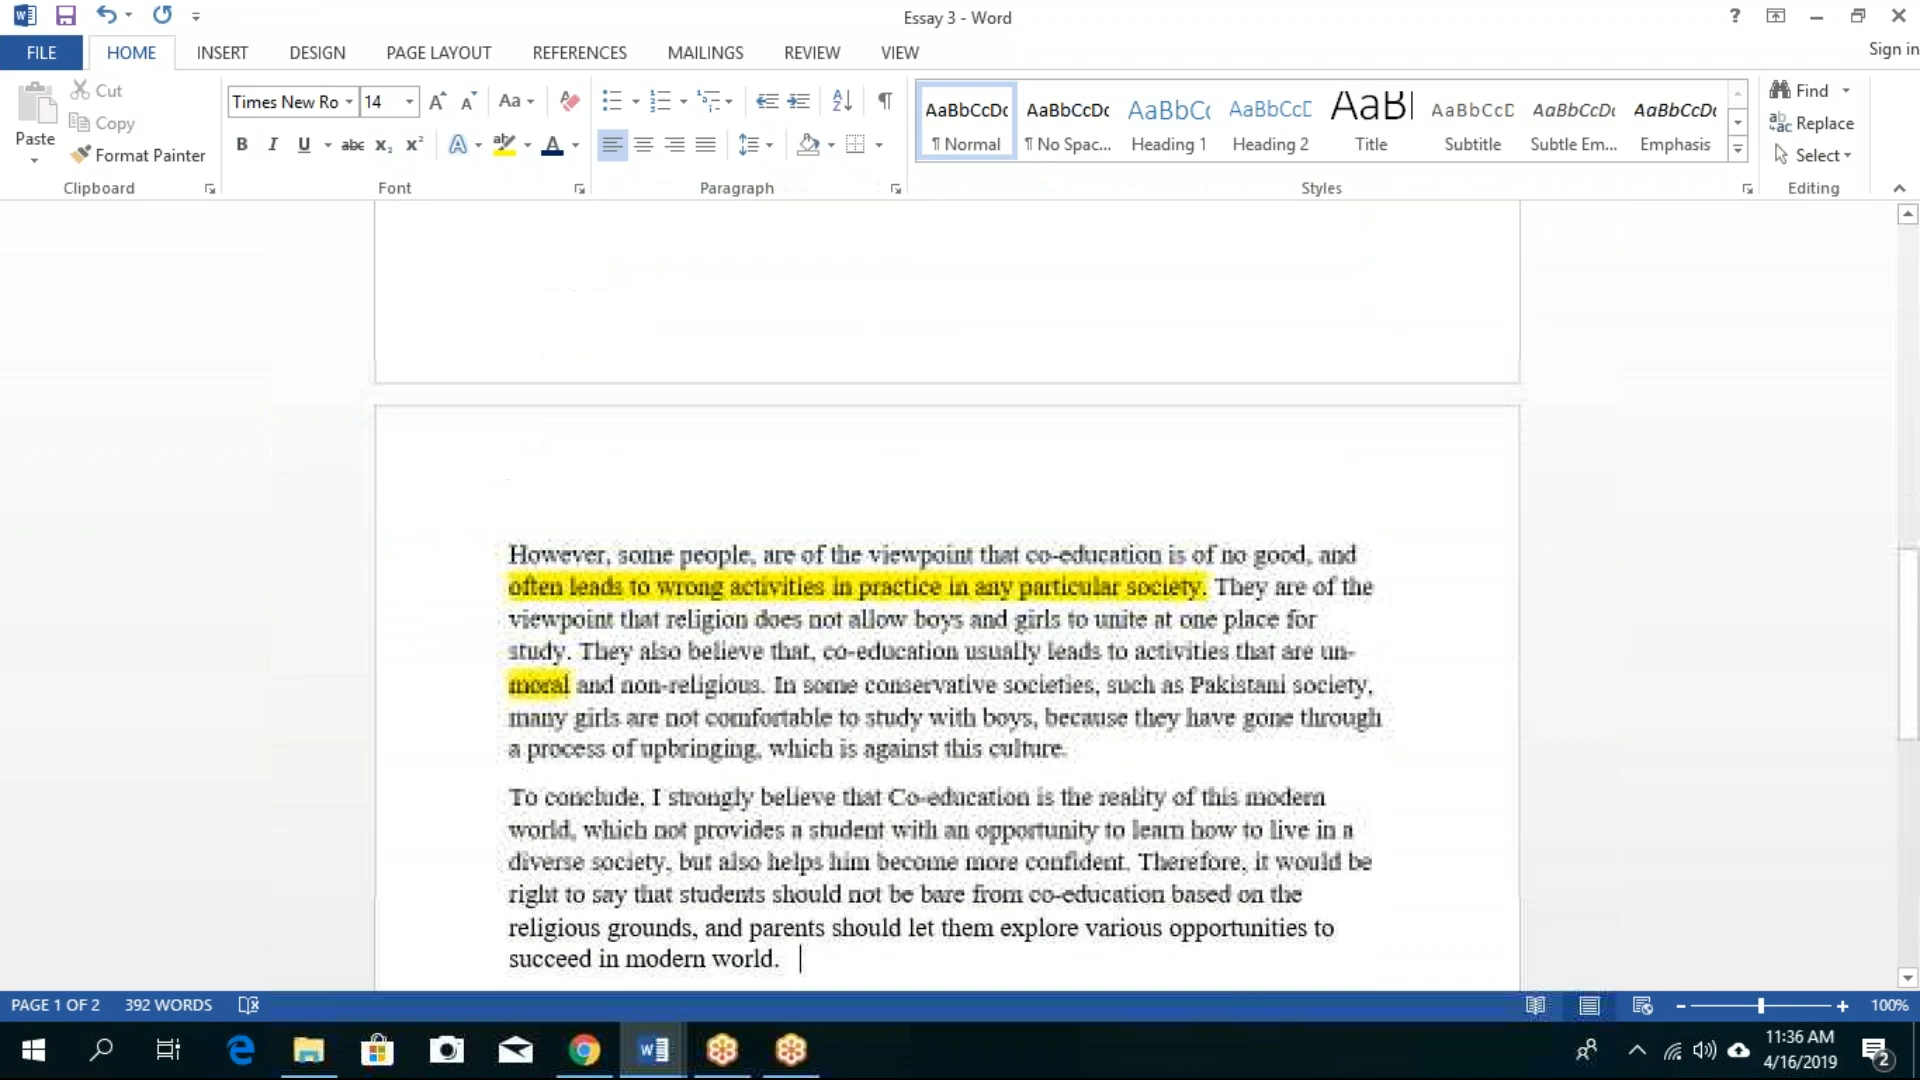 Essay 3 - Word
Sign in
FILE HOME INSERT DESIGN PAGE LAYOUT REFERENCES MAILINGS REVIEW VIEW
Paste
Cut
Copy
Format Painter
Clipboard
Times New Ro 14
Font
Paragraph
AaBbCcDc AaBbCcDc AaBbCc AaBbCcD AaB AaBbCcD AaBbCcDc AaBbCcDc
¶ Normal ¶ No Spac... Heading 1 Heading 2 Title Subtitle Subtle Em... Emphasis
Styles
Find
Replace
Select
Editing
However, some people, are of the viewpoint that co-education is of no good, and
often leads to wrong activities in practice in any particular society. They are of the
viewpoint that religion does not allow boys and girls to unite at one place for
study. They also believe that, co-education usually leads to activities that are un-
moral and non-religious. In some conservative societies, such as Pakistani society,
many girls are not comfortable to study with boys, because they have gone through
a process of upbringing, which is against this culture.
To conclude, I strongly believe that Co-education is the reality of this modern
world, which not provides a student with an opportunity to learn how to live in a
diverse society, but also helps him become more confident. Therefore, it would be
right to say that students should not be bare from co-education based on the
religious grounds, and parents should let them explore various opportunities to
succeed in modern world.
PAGE 1 OF 2 392 WORDS
100%
11:36 AM
4/16/2019
2